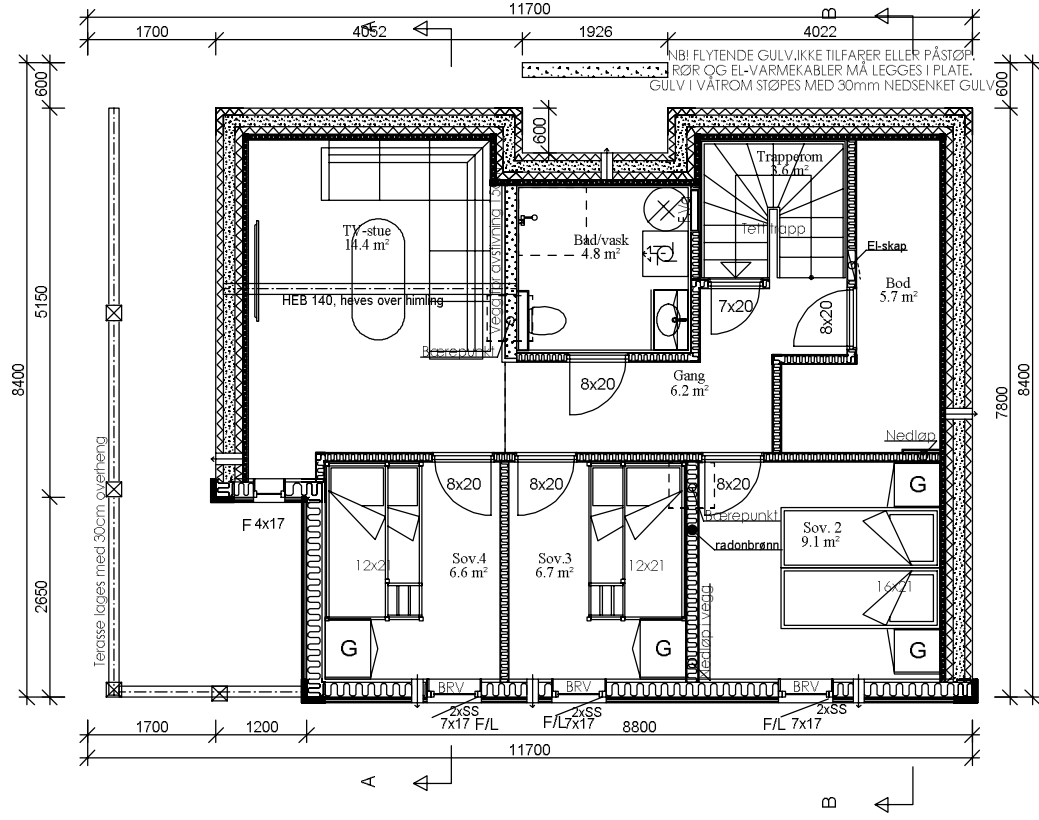 11700
A
B
1700
4052
1926
4022
NB! FLYTENDE GULV.IKKE TILFARER ELLER PÅSTØP.
RØR OG EL-VARMEKABLER MÅ LEGGES I PLATE.
GULV I VÅTROM STØPES MED 30mm NEDSENKET GULV
600
600
600
5150
2650
8400
7800
8400
Trapperom
3.6 m²
TV-stue
14.4 m²
Bad/vask
4.8 m²
Tett trapp
El-skap
Bod
5.7 m²
HEB 140, heves over himling
Vegg for avstivning
7x20
8x20
Bærepunkt
8x20
Gang
6.2 m²
Nedløp
8x20
8x20
8x20
G
F 4x17
Bærepunkt
radonbrønn
Sov. 2
9.1 m²
Sov.4
6.6 m²
Sov.3
6.7 m²
12x21
12x21
16x21
Terasse lages med 30cm overheng
Nedløp i vegg
G
G
G
BRV
BRV
BRV
2xSS
7x17 F/L
2xSS
F/L 7x17
2xSS
F/L 7x17
1700
1200
8800
11700
A
B